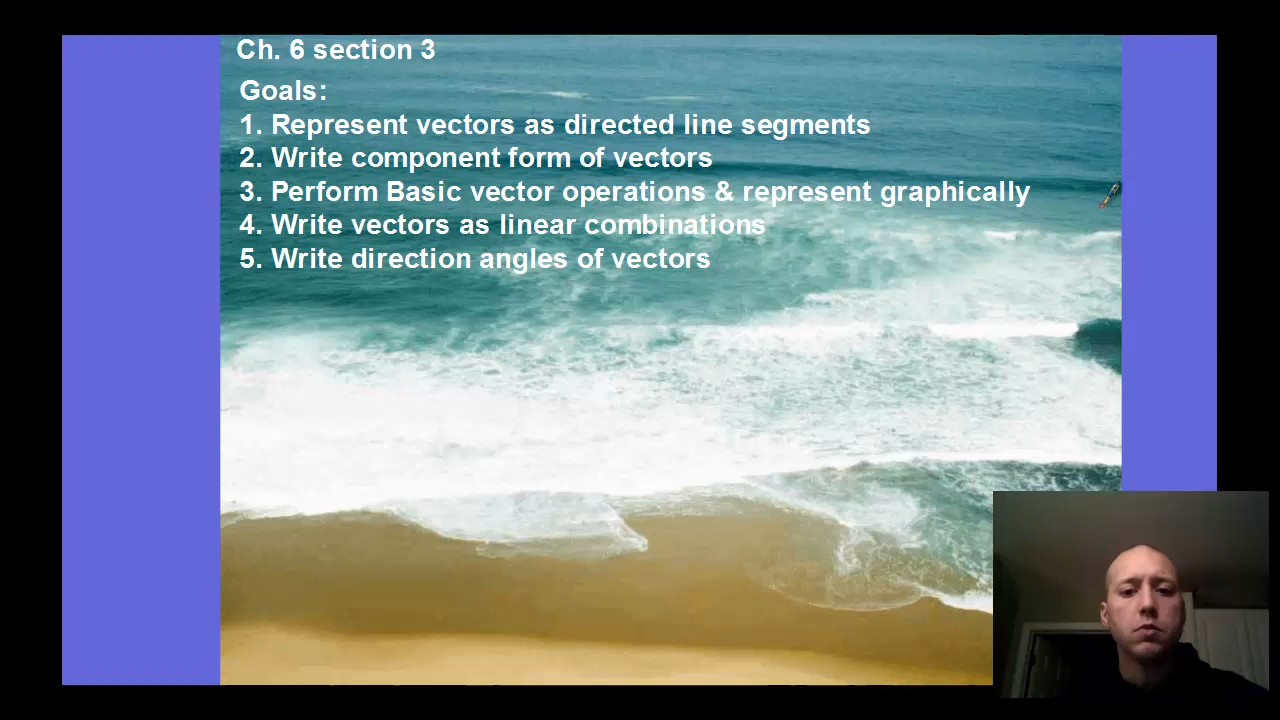 Ch. 6 section 3
Goals:
1. Represent vectors as directed line segments
2. Write component form of vectors
3. Perform Basic vector operations & represent graphically
4. Write vectors as linear combinations
5. Write direction angles of vectors